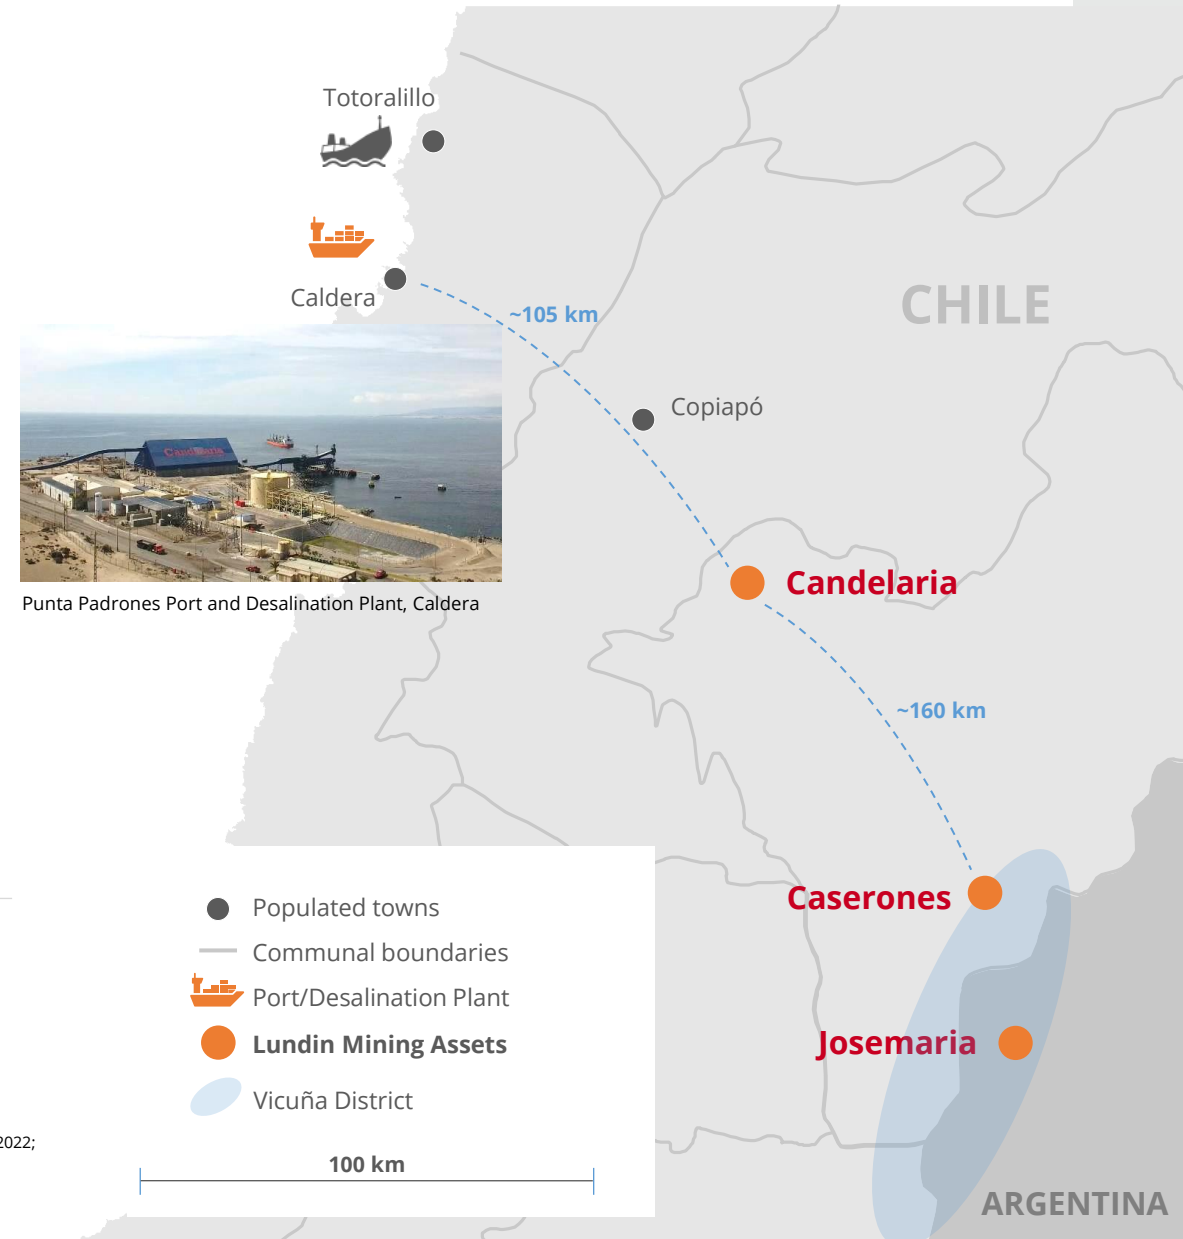 Totoralillo
Caldera
~105 km
CHILE
Copiapó
Candelaria
Punta Padrones Port and Desalination Plant, Caldera
Candelaria
~160 km
Caserones
Populated towns
Communal boundaries
Port/Desalination Plant
Lundin Mining Assets
Josemaria
Vicuña District
2022;
100 km
ARGENTINA